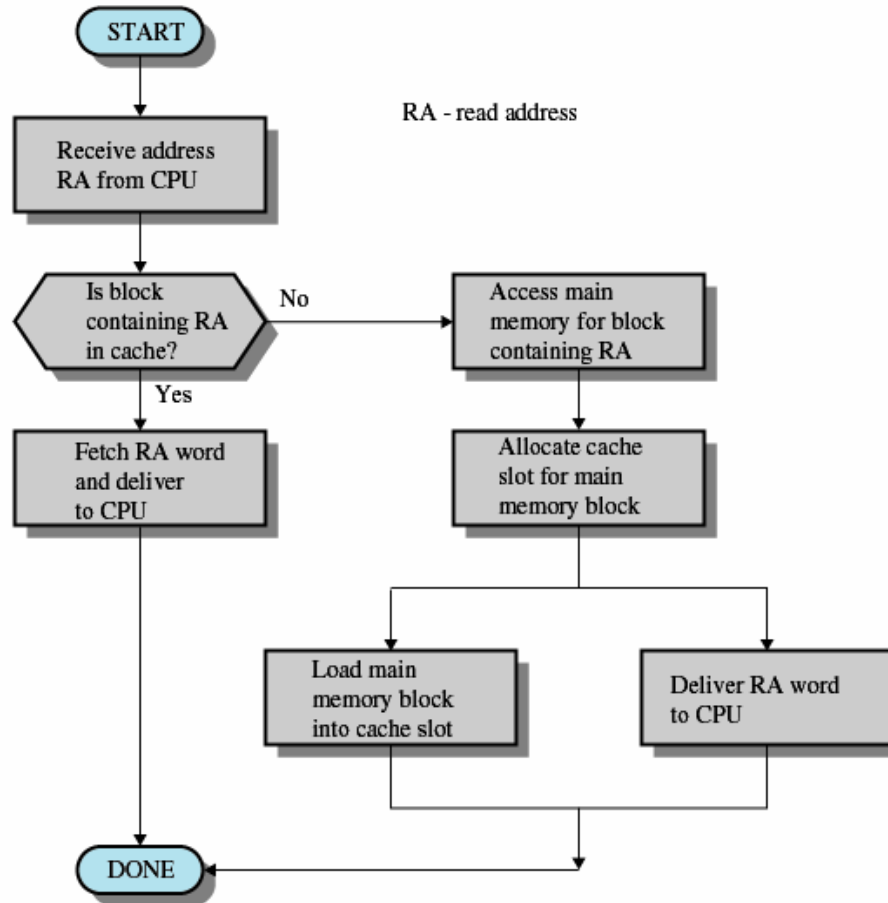 START
RA - read address
Receive address
RA from CPU
Is block
containing RA
in cache?
No
Yes
Access main
memory for block
containing RA
Fetch RA word
and deliver
to CPU
Allocate cache
slot for main
memory block
Load main
memory block
into cache slot
Deliver RA word
to CPU
DONE